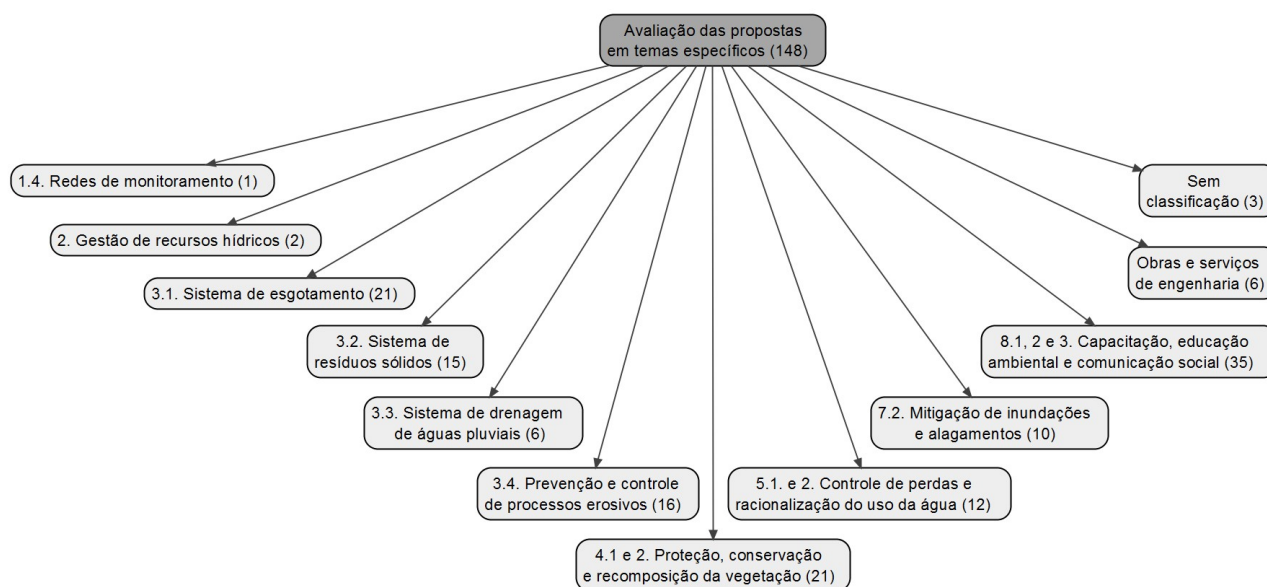 Avaliação das propostas
em temas específicos (148)
1.4. Redes de monitoramento (1)
2. Gestão de recursos hídricos (2)
3.1. Sistema de esgotamento (21)
3.2. Sistema de
resíduos sólidos (15)
3.3. Sistema de drenagem
de águas pluviais (6)
3.4. Prevenção e controle
de processos erosivos (16)
4.1 e 2. Proteção, conservação
e recomposição da vegetação (21)
5.1. e 2. Controle de perdas e
racionalização do uso da água (12)
7.2. Mitigação de inundações
e alagamentos (10)
8.1, 2 e 3. Capacitação, educação
ambiental e comunicação social (35)
Obras e serviços
de engenharia (6)
Sem
classificação (3)